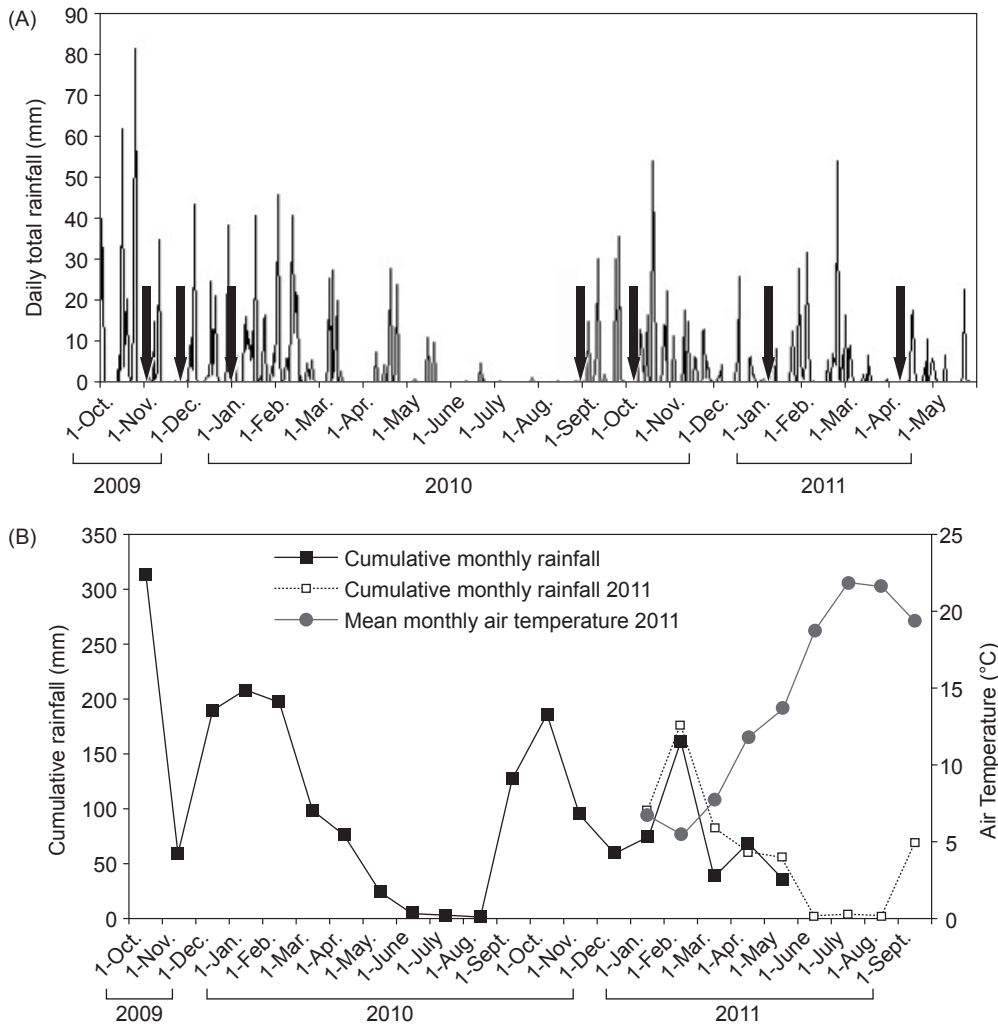 (A)
Daily total rainfall (mm)
90
80
70
60
50
40
30
20
10
0
1-Oct.
1-Nov.
1-Dec.
1-Jan.
1-Feb.
1-Mar.
1-Apr.
1-May
1-June
1-July
1-Aug.
1-Sept.
1-Oct.
1-Nov.
1-Dec.
1-Jan.
1-Feb.
1-Mar.
1-Apr.
1-May
2009
2010
2011
(B)
Cumulative rainfall (mm)
350
300
250
200
150
100
50
0
Cumulative monthly rainfall
Cumulative monthly rainfall 2011
Mean monthly air temperature 2011
25
20
15
10
5
0
Air Temperature (°C)
1-Oct.
1-Nov.
1-Dec.
1-Jan.
1-Feb.
1-Mar.
1-Apr.
1-May.
1-June
1-July
1-Aug.
1-Sept.
1-Oct.
1-Nov.
1-Dec.
1-Jan.
1-Feb.
1-Mar.
1-Apr.
1-May
1-June
1-July
1-Aug.
1-Sept.
2009
2010
2011